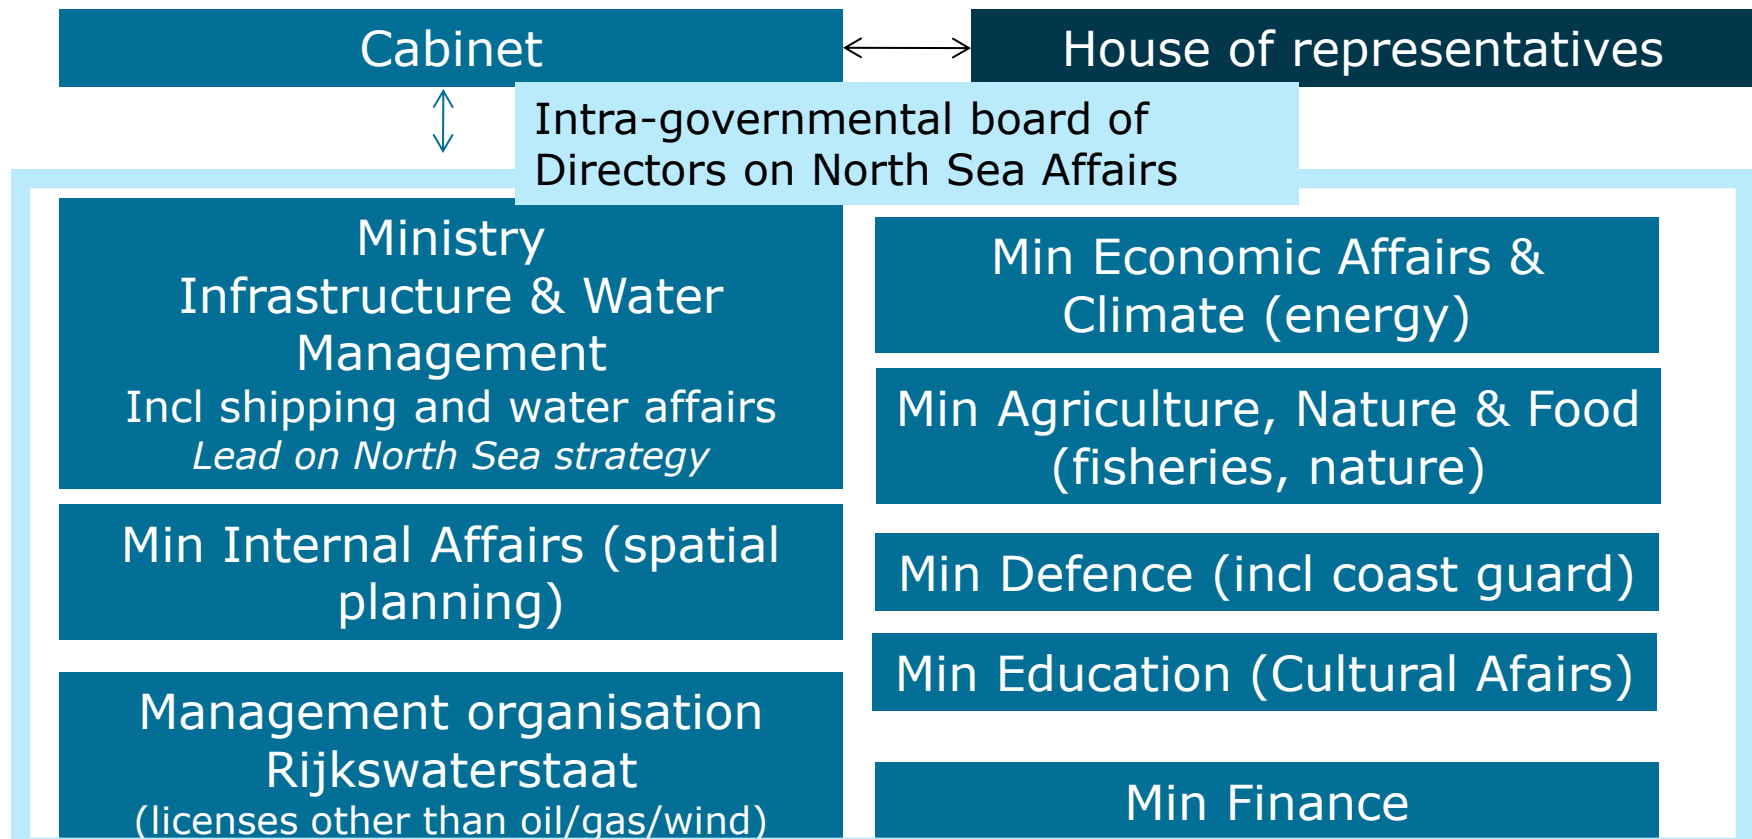 Cabinet
House of representatives
Intra-governmental board of
Directors on North Sea Affairs
Ministry
Infrastructure & Water
Management
Incl shipping and water affairs
Lead on North Sea strategy
Min Internal Affairs (spatial
planning)
Management organisation
Rijkswaterstaat
(licenses other than oil/gas/wind)
Min Economic Affairs &
Climate (energy)
Min Agriculture, Nature & Food
(fisheries, nature)
Min Defence (incl coast guard)
Min Education (Cultural Afairs)
Min Finance